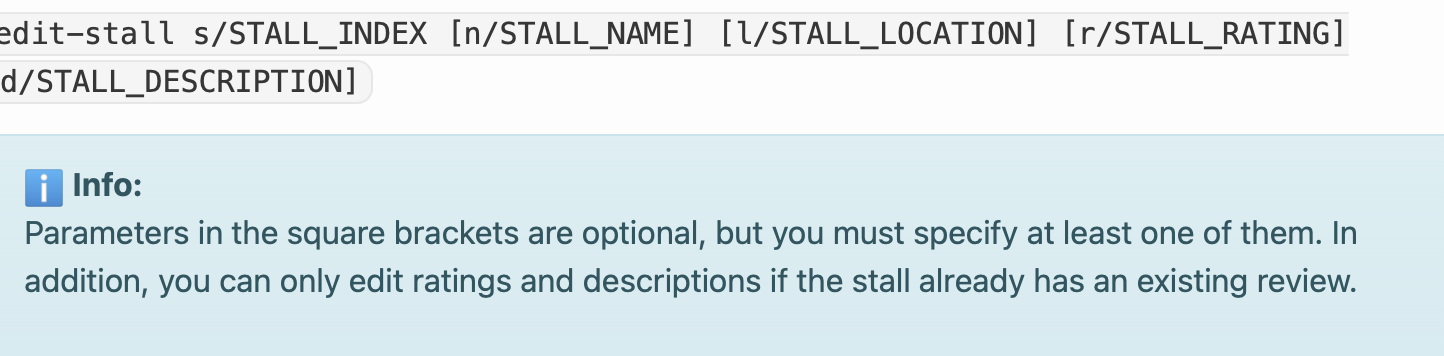 edit-stall s/STALL_INDEX [n/STALL_NAME] [l/STALL_LOCATION] [r/STALL_RATING]
d/STALL_DESCRIPTION]
ℹ️ Info:
Parameters in the square brackets are optional, but you must specify at least one of them. In
addition, you can only edit ratings and descriptions if the stall already has an existing review.